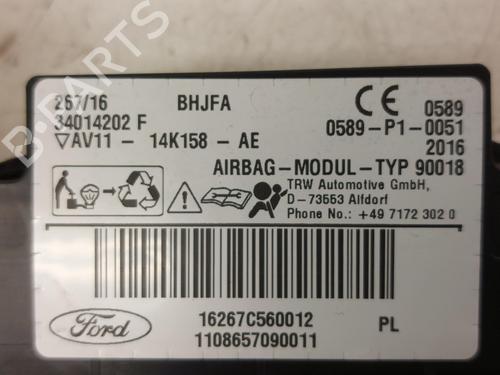 B-PARTS
267/16 BHJFA CE 0589
34014202 F 0589-P1-0051
▽AV11 - 14K158 - AE 2016
AIRBAG-MODUL-TYP 90018
TRW Automotive GmbH,
D-73553 Alfdorf
Phone No.: +49 7172 302 0
Ford 16267C560012 PL
1108657090011